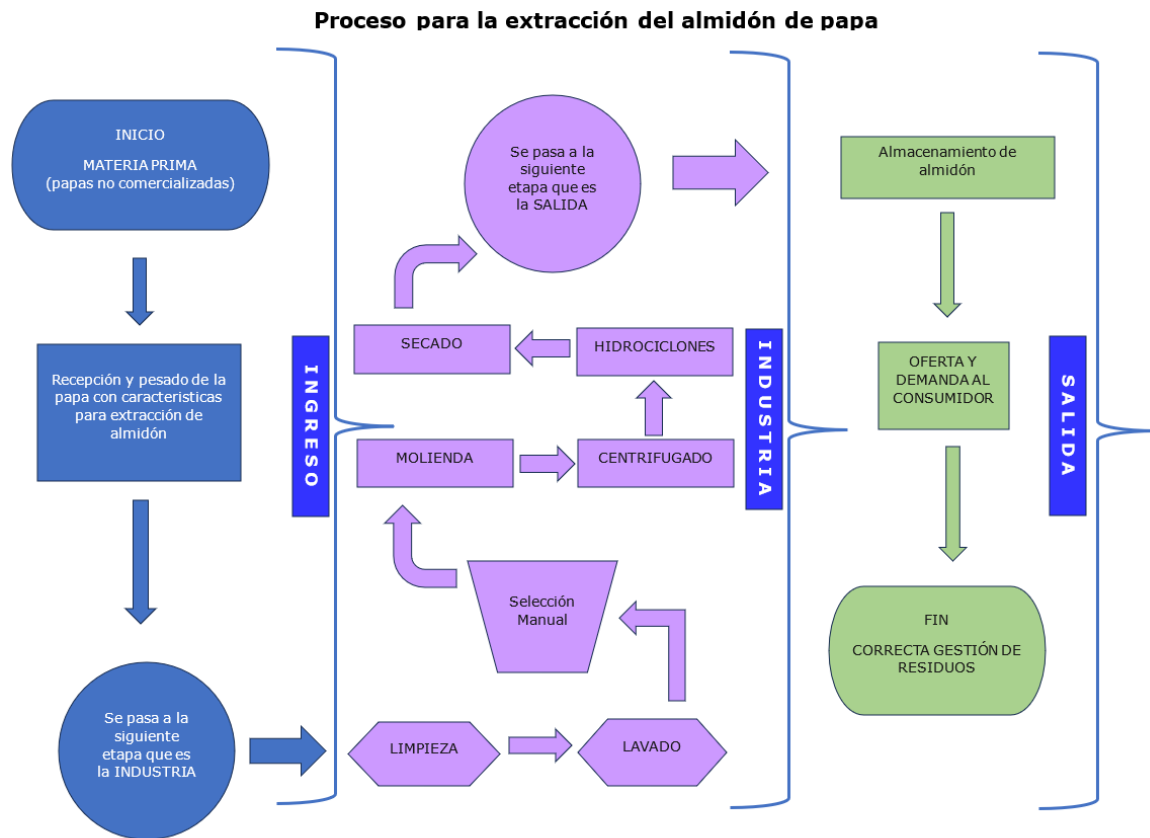 Proceso para la extracción del almidón de papa
INICIO
MATERIA PRIMA
(papas no comercializadas)
Recepción y pesado de la
papa con caracteristicas
para extracción de
almidón
Se pasa a la
siguiente
etapa que es
la INDUSTRIA
INGRESO
LIMPIEZA
LAVADO
Selección
Manual
MOLIENDA
CENTRIFUGADO
HIDROCICLONES
SECADO
Se pasa a la
siguiente
etapa que es
la SALIDA
INDUSTRIA
Almacenamiento de
almidón
OFERTA Y
DEMANDA AL
CONSUMIDOR
FIN
CORRECTA GESTIÓN DE
RESIDUOS
SALIDA